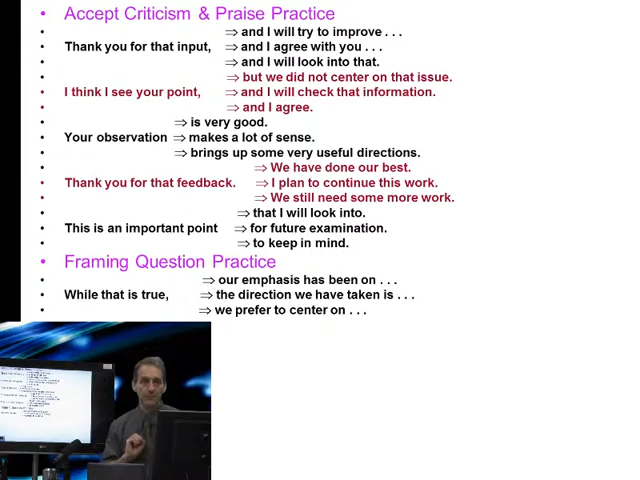 • Accept Criticism & Praise Practice
• ⇒ and I will try to improve . . .
• Thank you for that input, ⇒ and I agree with you . . .
• ⇒ and I will look into that.
• ⇒ but we did not center on that issue.
• I think I see your point, ⇒ and I will check that information.
• ⇒ and I agree.
• ⇒ is very good.
• Your observation ⇒ makes a lot of sense.
• ⇒ brings up some very useful directions.
• ⇒ We have done our best.
• Thank you for that feedback. ⇒ I plan to continue this work.
• ⇒ We still need some more work.
• ⇒ that I will look into.
• This is an important point ⇒ for future examination.
• ⇒ to keep in mind.
• Framing Question Practice
• ⇒ our emphasis has been on . . .
• While that is true, ⇒ the direction we have taken is . . .
• ⇒ we prefer to center on . . .